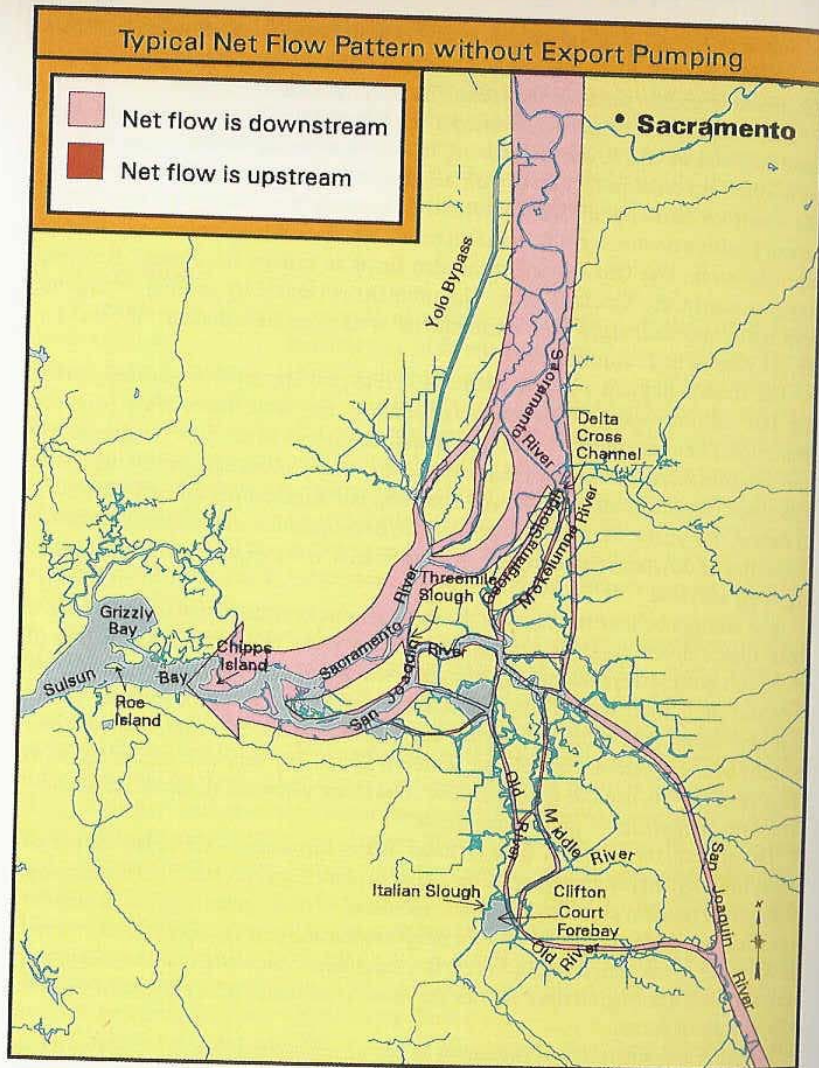 Typical Net Flow Pattern without Export Pumping
Net flow is downstream
Net flow is upstream
Sacramento
Yolo Bypass
Sacramento
River
Delta
Cross
Channel
Georgiana Slough
Mokelumne River
Threemile
Slough
Sacramento River
San Joaquin River
Grizzly
Bay
Chipps
Island
Suisun Bay
Roe
Island
Old River
Middle River
Italian Slough
Clifton
Court
Forebay
Old River
San Joaquin River
N